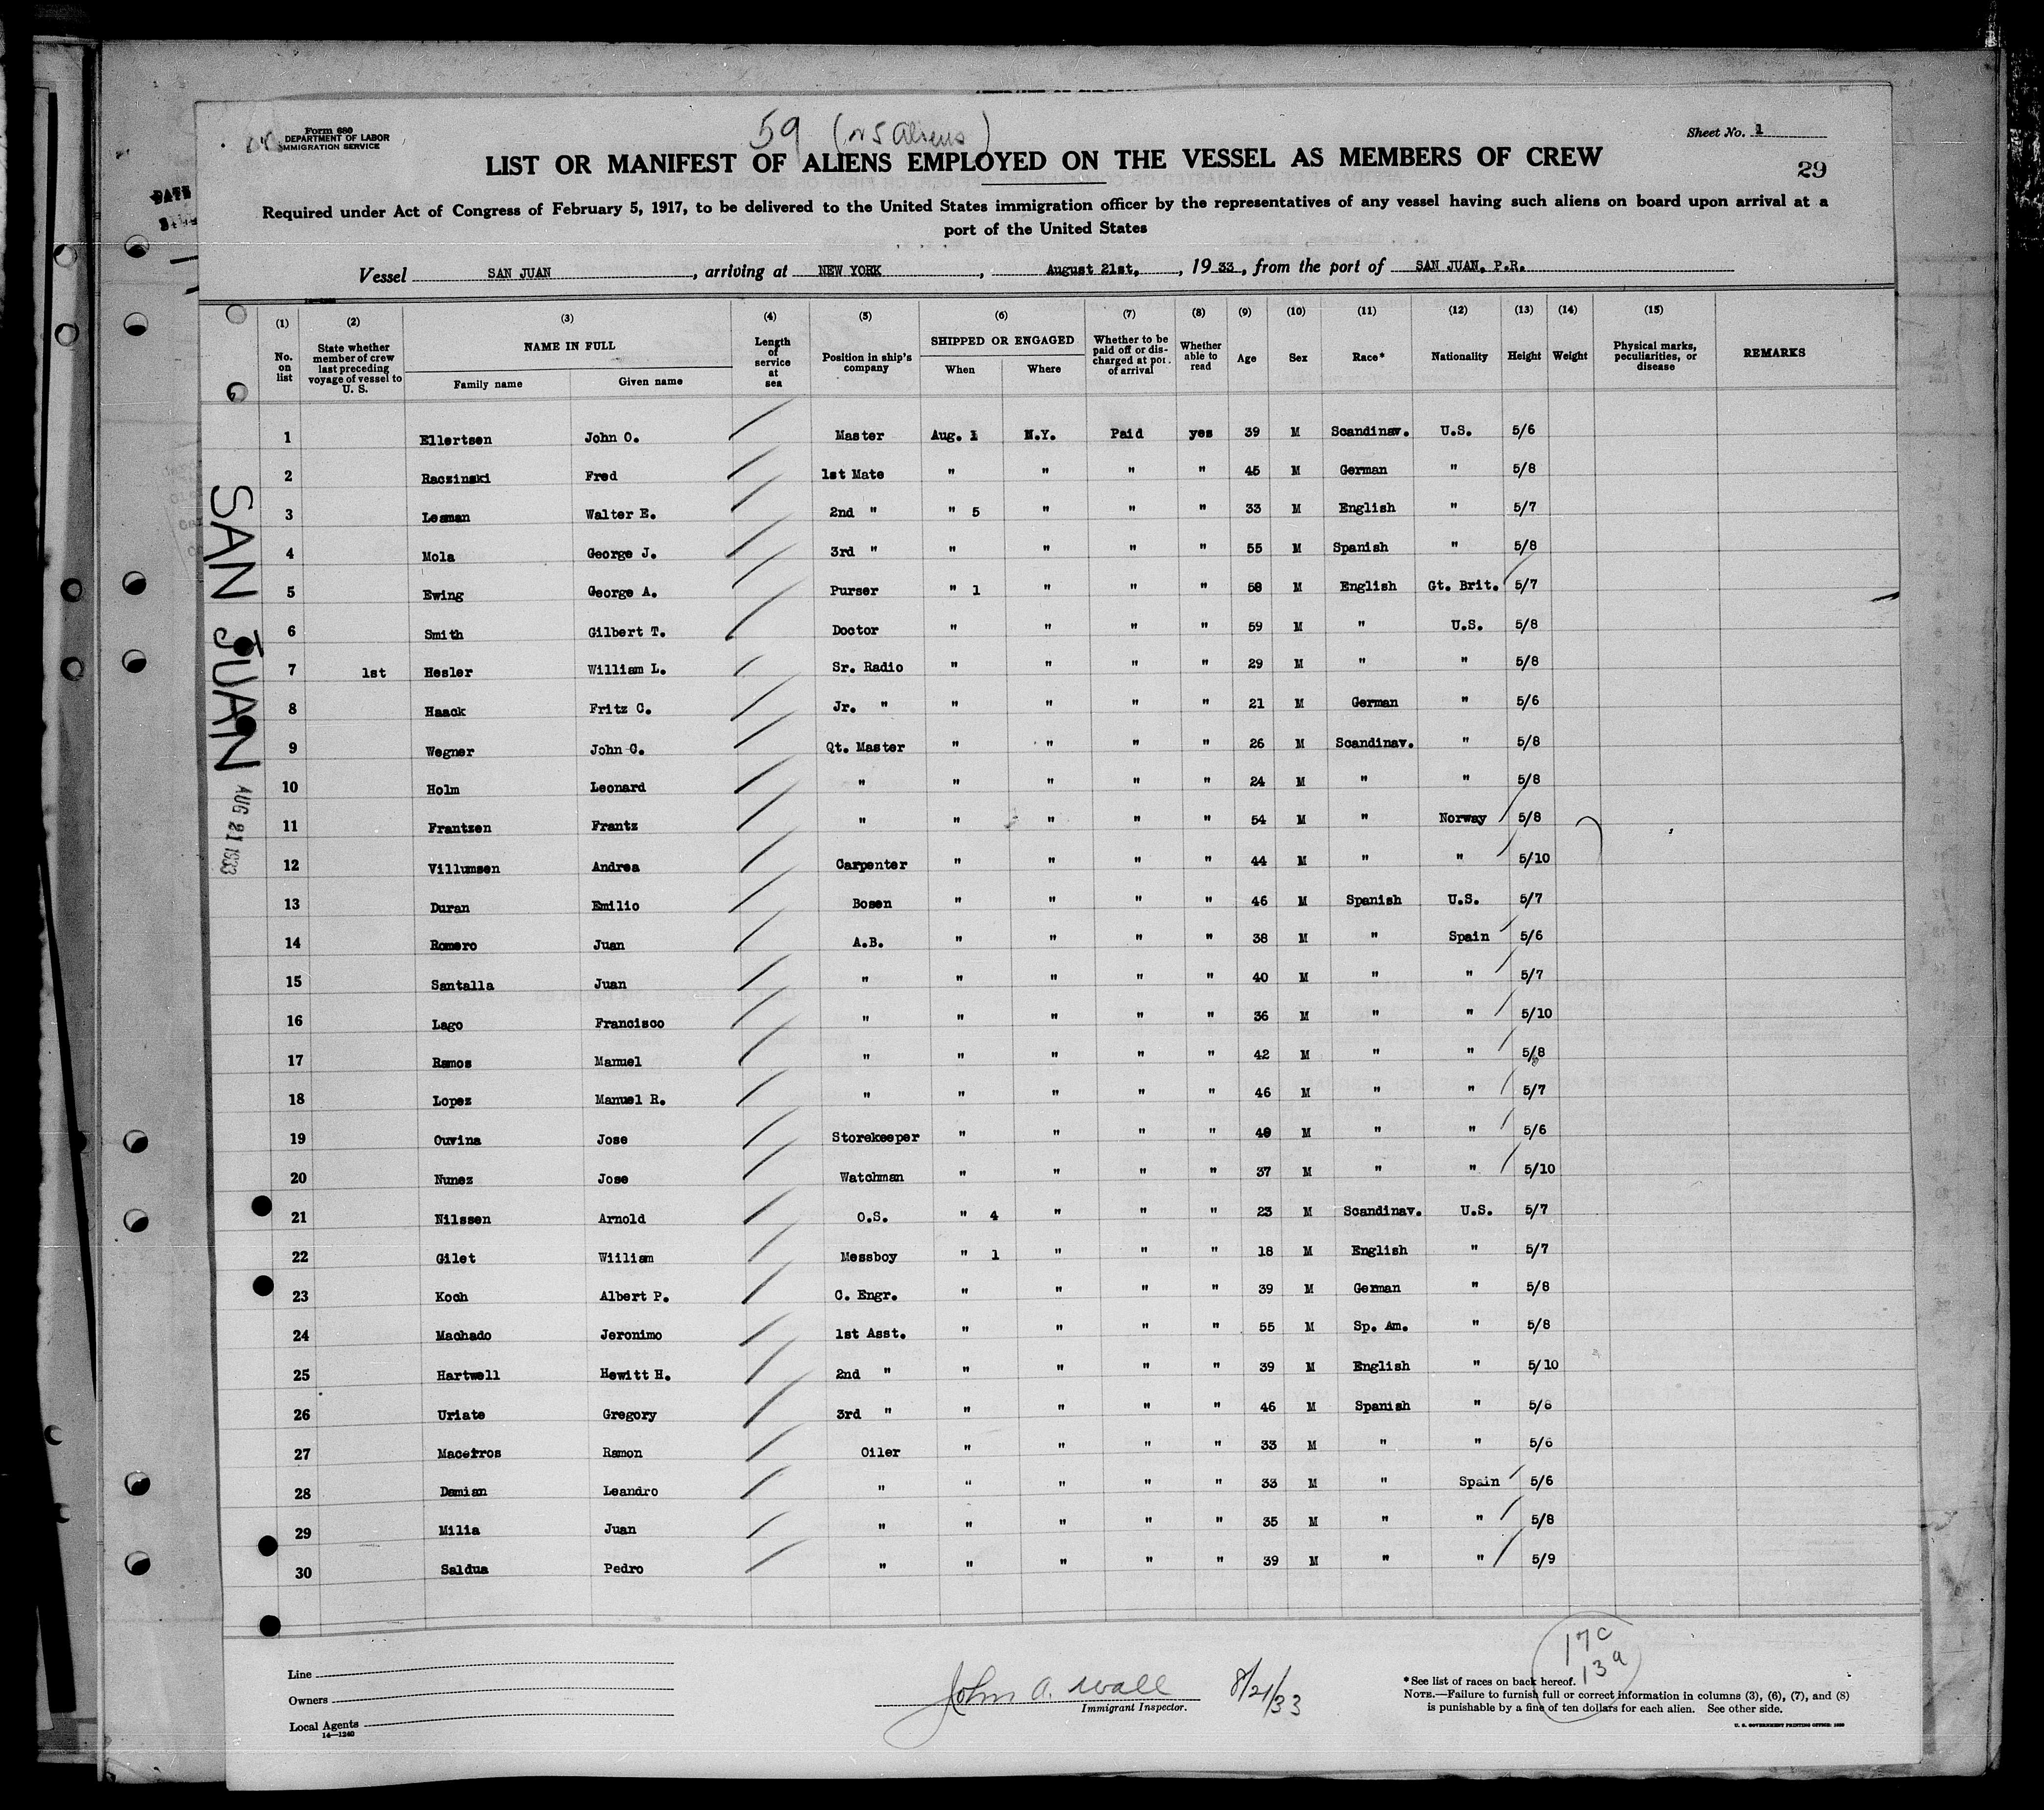 Form 680
DEPARTMENT OF LABOR
IMMIGRATION SERVICE
59 ( 5 Aliens )
Sheet No. 1
LIST OR MANIFEST OF ALIENS EMPLOYED ON THE VESSEL AS MEMBERS OF CREW
29
Required under Act of Congress of February 5, 1917, to be delivered to the United States immigration officer by the representatives of any vessel having such aliens on board upon arrival at a
port of the United States
Vessel SAN JUAN, arriving at NEW YORK, August 21st, 1933, from the port of SAN JUAN, P.R.
(1) No. on list
(2) State whether member of crew last preceding voyage of vessel to U. S.
(3) NAME IN FULL Family name Given name
(4) Length of service at sea
(5) Position in ship's company
(6) SHIPPED OR ENGAGED When Where
(7) Whether to be paid off or discharged at port of arrival
(8) Whether able to read
(9) Age
(10) Sex
(11) Race*
(12) Nationality
(13) Height
(14) Weight
(15) Physical marks, peculiarities, or disease
REMARKS
1 Ellertsen John O. Master Aug. 1 N.Y. Paid yes 39 M Scandinav. U.S. 5/6
2 Raczinski Fred 1st Mate " " " " 45 M German " 5/8
3 Lesman Walter E. 2nd " " 5 " " " 33 M English " 5/7
4 Mola George J. 3rd " " " " " 55 M Spanish " 5/8
5 Ewing George A. Purser " 1 " " " 58 M English Gt. Brit. 5/7
6 Smith Gilbert T. Doctor " " " " 59 M " U.S. 5/8
7 1st Hesler William L. Sr. Radio " " " " 29 M " " 5/8
8 Haack Fritz C. Jr. " " " " " 21 M German " 5/6
9 Wegner John C. Qt. Master " " " " 26 M Scandinav. " 5/8
10 Holm Leonard " " " " " 24 M " " 5/8
11 Frantzen Frantz " " " " " 54 M " Norway 5/8
12 Villumsen Andrea Carpenter " " " " 44 M " " 5/10
13 Duran Emilio Bosen " " " " 46 M Spanish U.S. 5/7
14 Romero Juan A.B. " " " " 38 M " Spain 5/6
15 Santalla Juan " " " " " 40 M " " 5/7
16 Lago Francisco " " " " " 36 M " " 5/10
17 Ramos Manuel " " " " " 42 M " " 5/8
18 Lopez Manuel R. " " " " " 46 M " " 5/7
19 Ouvina Jose Storekeeper " " " " 40 M " " 5/6
20 Nunez Jose Watchman " " " " 37 M " " 5/10
21 Nilssen Arnold O.S. " 4 " " " 23 M Scandinav. U.S. 5/7
22 Gilet William Messboy " 1 " " " 18 M English " 5/7
23 Koch Albert P. C. Engr. " " " " 39 M German " 5/8
24 Machado Jeronimo 1st Asst. " " " " 55 M Sp. Am. " 5/8
25 Hartwell Hewitt H. 2nd " " " " " 39 M English " 5/10
26 Uriate Gregory 3rd " " " " " 46 M Spanish " 5/6
27 Maceiros Ramon Oiler " " " " 33 M " " 5/6
28 Damian Leandro " " " " " 33 M " Spain 5/6
29 Milia Juan " " " " " 35 M " " 5/8
30 Saldua Pedro " " " " " 39 M " " 5/9
SAN JUAN
AUG 21 1933
Line
Owners
Local Agents
14—1240
John A. Wall 8/21/33
Immigrant Inspector.
17 c
13 a
*See list of races on back hereof.
NOTE.—Failure to furnish full or correct information in columns (3), (6), (7), and (8)
is punishable by a fine of ten dollars for each alien. See other side.
U. S. GOVERNMENT PRINTING OFFICE: